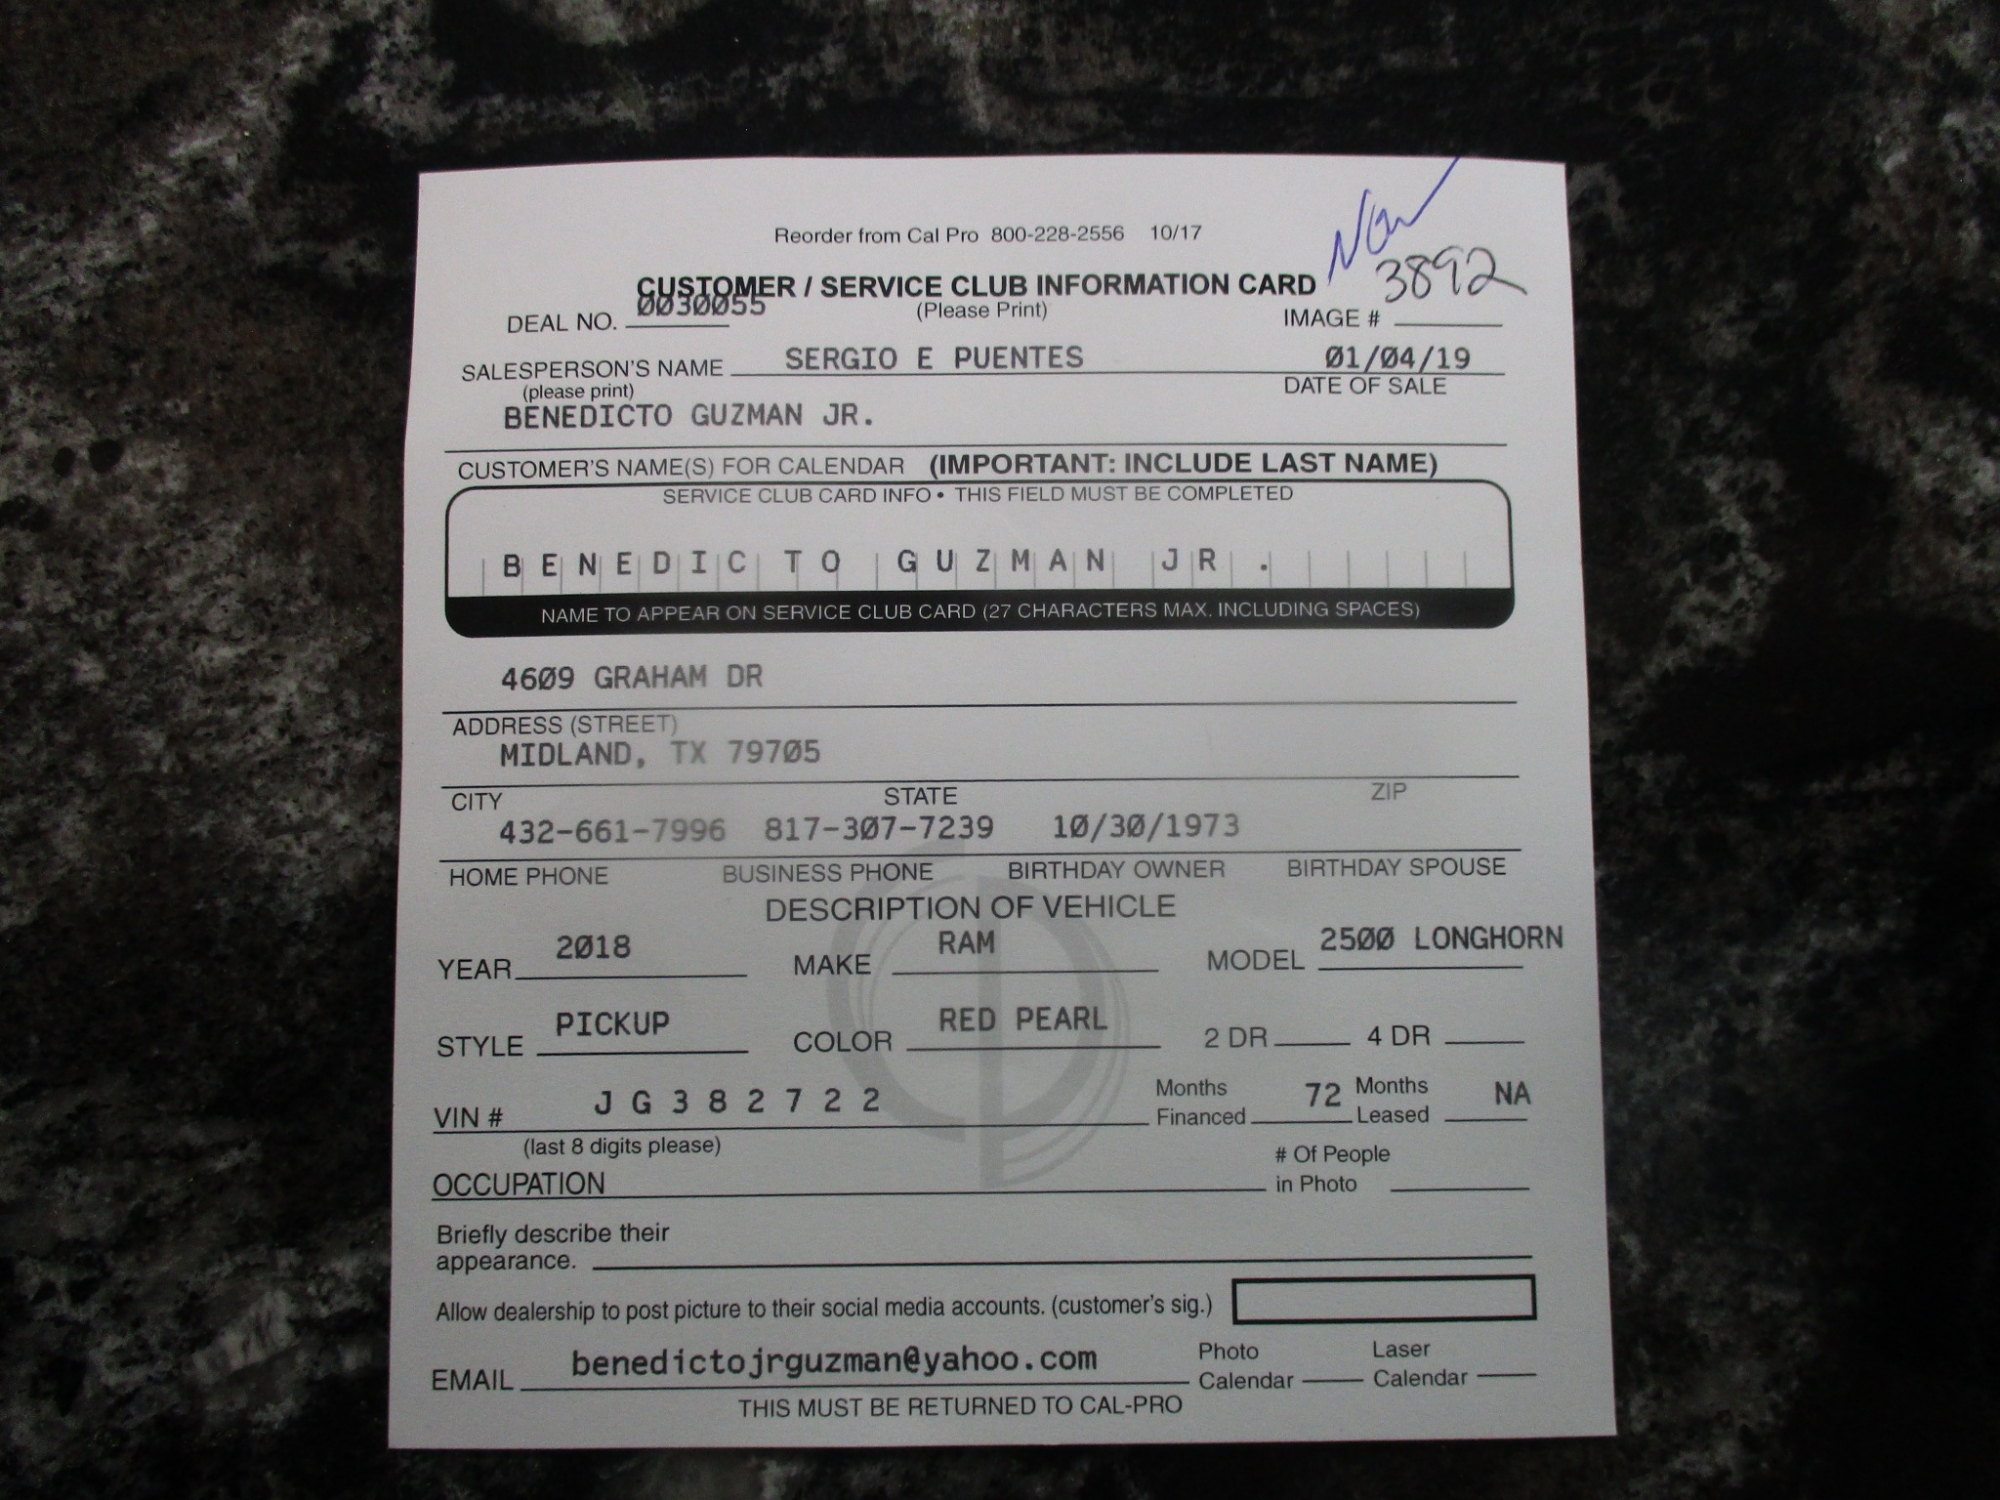 Reorder from Cal Pro 800-228-2556 10/17
3892
CUSTOMER / SERVICE CLUB INFORMATION CARD
DEAL NO. 0030055 (Please Print) IMAGE #
SALESPERSON'S NAME SERGIO E PUENTES 01/04/19
(please print) DATE OF SALE
BENEDICTO GUZMAN JR.
CUSTOMER'S NAME(S) FOR CALENDAR (IMPORTANT: INCLUDE LAST NAME)
SERVICE CLUB CARD INFO • THIS FIELD MUST BE COMPLETED
BENEDICTO GUZMAN JR.
NAME TO APPEAR ON SERVICE CLUB CARD (27 CHARACTERS MAX. INCLUDING SPACES)
4609 GRAHAM DR
ADDRESS (STREET)
MIDLAND, TX 79705
CITY STATE ZIP
432-661-7996 817-307-7239 10/30/1973
HOME PHONE BUSINESS PHONE BIRTHDAY OWNER BIRTHDAY SPOUSE
DESCRIPTION OF VEHICLE
YEAR 2018 MAKE RAM MODEL 2500 LONGHORN
STYLE PICKUP COLOR RED PEARL 2 DR 4 DR
VIN # JG382722 Months Financed 72 Months Leased NA
(last 8 digits please)
OCCUPATION # Of People in Photo
Briefly describe their
appearance.
Allow dealership to post picture to their social media accounts. (customer's sig.)
EMAIL benedictojrguzman@yahoo.com Photo Calendar Laser Calendar
THIS MUST BE RETURNED TO CAL-PRO